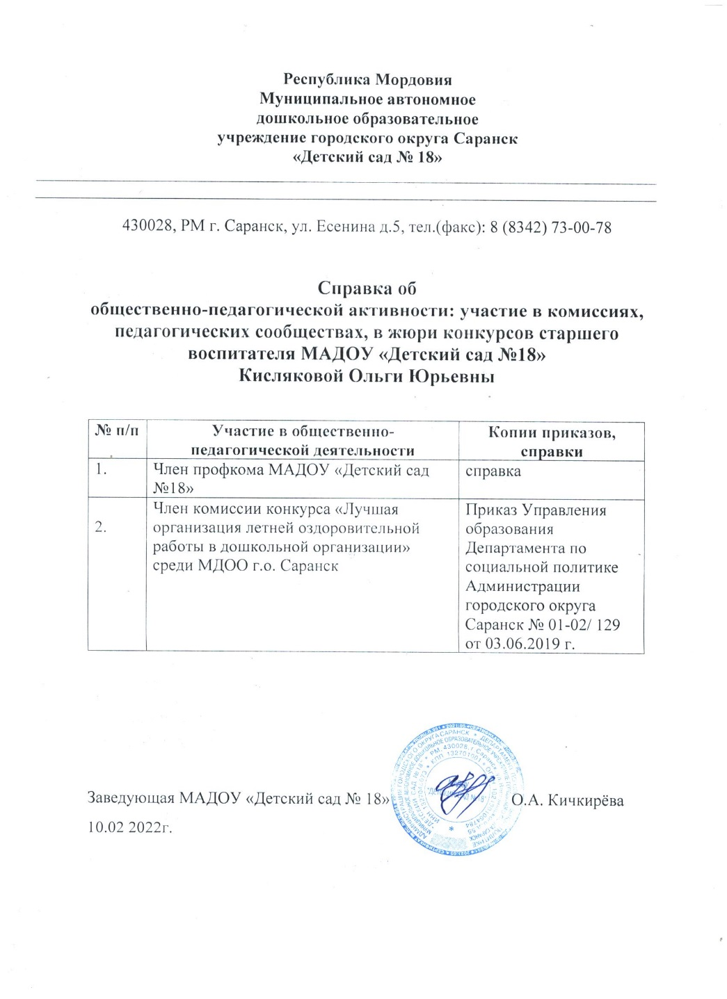 Республика Мордовия
Муниципальное автономное
дошкольное образовательное
учреждение городского округа Саранск
«Детский сад № 18»
430028, РМ г. Саранск, ул. Есенина д.5, тел.(факс): 8 (8342) 73-00-78
Справка об
общественно-педагогической активности: участие в комиссиях,
педагогических сообществах, в жюри конкурсов старшего
воспитателя МАДОУ «Детский сад №18»
Кисляковой Ольги Юрьевны
№ п/п
Участие в общественно-
педагогической деятельности
Копии приказов,
справки
1.
Член профкома МАДОУ «Детский сад
№18»
справка
2.
Член комиссии конкурса «Лучшая
организация летней оздоровительной
работы в дошкольной организации»
среди МДОО г.о. Саранск
Приказ Управления
образования
Департамента по
социальной политике
Администрации
городского округа
Саранск № 01-02/ 129
от 03.06.2019 г.
Заведующая МАДОУ «Детский сад № 18»
О.А. Кичкирёва
10.02 2022г.